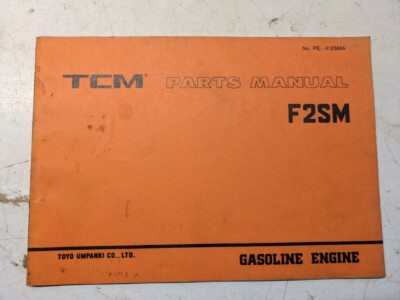 No. PE-F2SMA
TCM PARTS MANUAL
F2SM
TOYO UMPANKI CO., LTD.
GASOLINE ENGINE